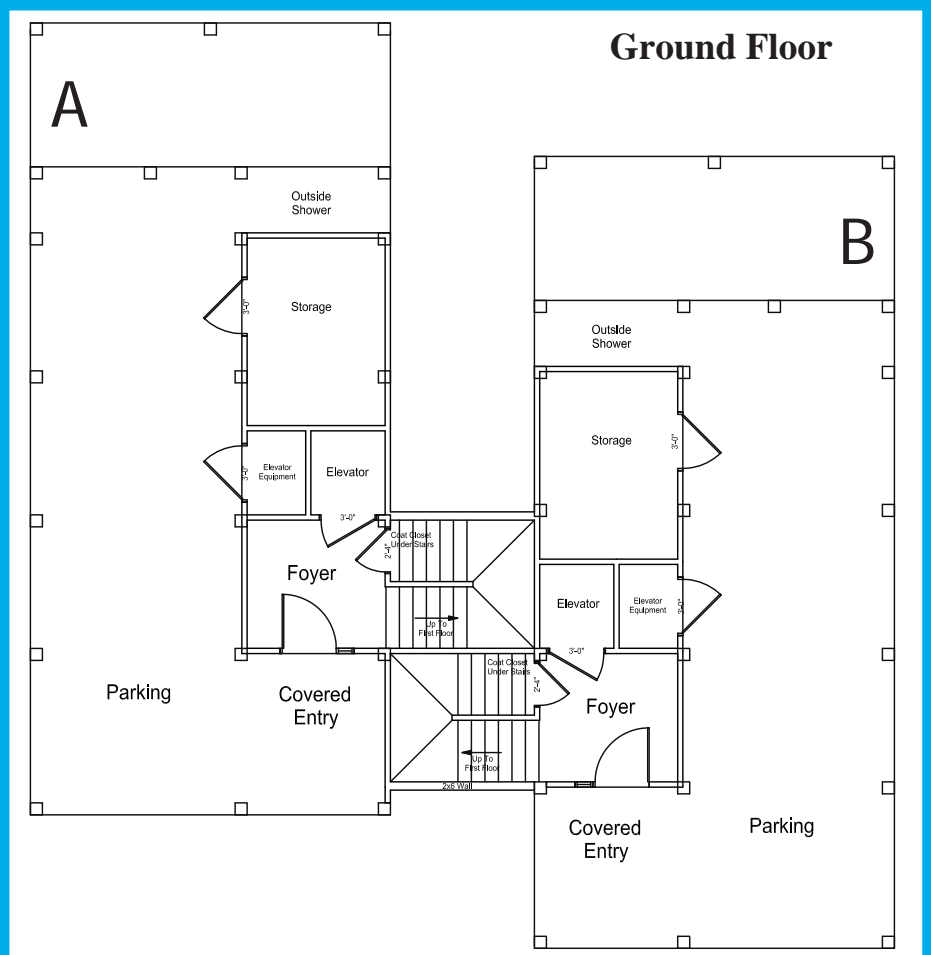 Ground Floor
A
Outside
Shower
Storage
3'-0"
Elevator
Equipment
3'-0"
Elevator
3'-0"
Coat Closet
Under Stairs
2'-4"
Foyer
Up To
First Floor
Parking
Covered
Entry
B
Outside
Shower
Storage
3'-0"
Elevator
Elevator
Equipment
3'-0"
3'-0"
Coat Closet
Under Stairs
2'-4"
Foyer
Up To
First Floor
2x6 Wall
Covered
Entry
Parking